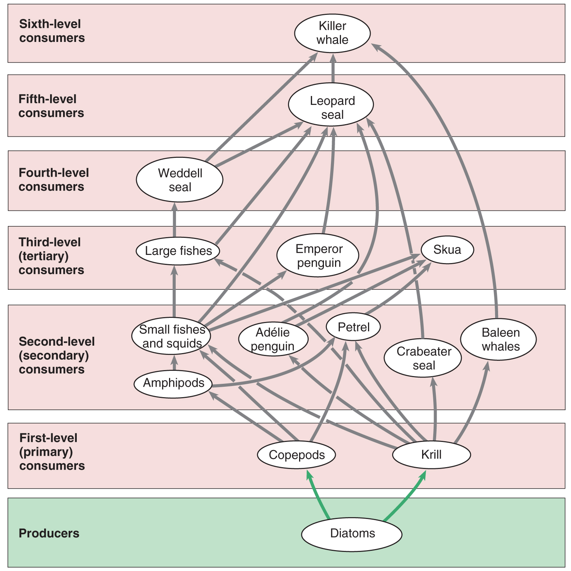 Sixth-level
consumers
Killer
whale
Fifth-level
consumers
Leopard
seal
Fourth-level
consumers
Weddell
seal
Third-level
(tertiary)
consumers
Large fishes
Emperor
penguin
Skua
Second-level
(secondary)
consumers
Small fishes
and squids
Adélie
penguin
Petrel
Crabeater
seal
Baleen
whales
Amphipods
First-level
(primary)
consumers
Copepods
Krill
Producers
Diatoms